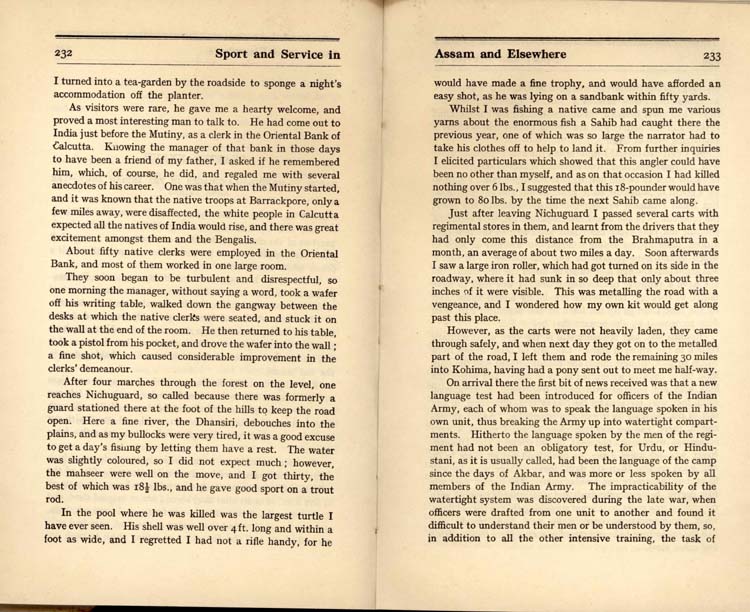 232 Sport and Service in
I turned into a tea-garden by the roadside to sponge a night's
accommodation off the planter.
As visitors were rare, he gave me a hearty welcome, and
proved a most interesting man to talk to. He had come out to
India just before the Mutiny, as a clerk in the Oriental Bank of
Calcutta. Knowing the manager of that bank in those days
to have been a friend of my father, I asked if he remembered
him, which, of course, he did, and regaled me with several
anecdotes of his career. One was that when the Mutiny started,
and it was known that the native troops at Barrackpore, only a
few miles away, were disaffected, the white people in Calcutta
expected all the natives of India would rise, and there was great
excitement amongst them and the Bengalis.
About fifty native clerks were employed in the Oriental
Bank, and most of them worked in one large room.
They soon began to be turbulent and disrespectful, so
one morning the manager, without saying a word, took a wafer
off his writing table, walked down the gangway between the
desks at which the native clerks were seated, and stuck it on
the wall at the end of the room. He then returned to his table,
took a pistol from his pocket, and drove the wafer into the wall ;
a fine shot, which caused considerable improvement in the
clerks' demeanour.
After four marches through the forest on the level, one
reaches Nichuguard, so called because there was formerly a
guard stationed there at the foot of the hills to keep the road
open. Here a fine river, the Dhansiri, debouches into the
plains, and as my bullocks were very tired, it was a good excuse
to get a day's fishing by letting them have a rest. The water
was slightly coloured, so I did not expect much ; however,
the mahseer were well on the move, and I got thirty, the
best of which was 18½ lbs., and he gave good sport on a trout
rod.
In the pool where he was killed was the largest turtle I
have ever seen. His shell was well over 4 ft. long and within a
foot as wide, and I regretted I had not a rifle handy, for he
Assam and Elsewhere 233
would have made a fine trophy, and would have afforded an
easy shot, as he was lying on a sandbank within fifty yards.
Whilst I was fishing a native came and spun me various
yarns about the enormous fish a Sahib had caught there the
previous year, one of which was so large the narrator had to
take his clothes off to help to land it. From further inquiries
I elicited particulars which showed that this angler could have
been no other than myself, and as on that occasion I had killed
nothing over 6 lbs., I suggested that this 18-pounder would have
grown to 80 lbs. by the time the next Sahib came along.
Just after leaving Nichuguard I passed several carts with
regimental stores in them, and learnt from the drivers that they
had only come this distance from the Brahmaputra in a
month, an average of about two miles a day. Soon afterwards
I saw a large iron roller, which had got turned on its side in the
roadway, where it had sunk in so deep that only about three
inches of it were visible. This was metalling the road with a
vengeance, and I wondered how my own kit would get along
past this place.
However, as the carts were not heavily laden, they came
through safely, and when next day they got on to the metalled
part of the road, I left them and rode the remaining 30 miles
into Kohima, having had a pony sent out to meet me half-way.
On arrival there the first bit of news received was that a new
language test had been introduced for officers of the Indian
Army, each of whom was to speak the language spoken in his
own unit, thus breaking the Army up into watertight compart-
ments. Hitherto the language spoken by the men of the regi-
ment had not been an obligatory test, for Urdu, or Hindu-
stani, as it is usually called, had been the language of the camp
since the days of Akbar, and was more or less spoken by all
members of the Indian Army. The impracticability of the
watertight system was discovered during the late war, when
officers were drafted from one unit to another and found it
difficult to understand their men or be understood by them, so,
in addition to all the other intensive training, the task of